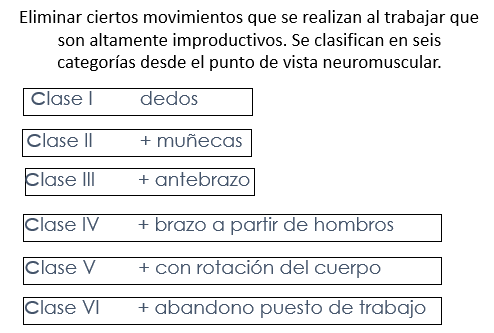 Eliminar ciertos movimientos que se realizan al trabajar que
son altamente improductivos. Se clasifican en seis
categorías desde el punto de vista neuromuscular.
Clase I dedos
Clase II + muñecas
Clase III + antebrazo
Clase IV + brazo a partir de hombros
Clase V + con rotación del cuerpo
Clase VI + abandono puesto de trabajo